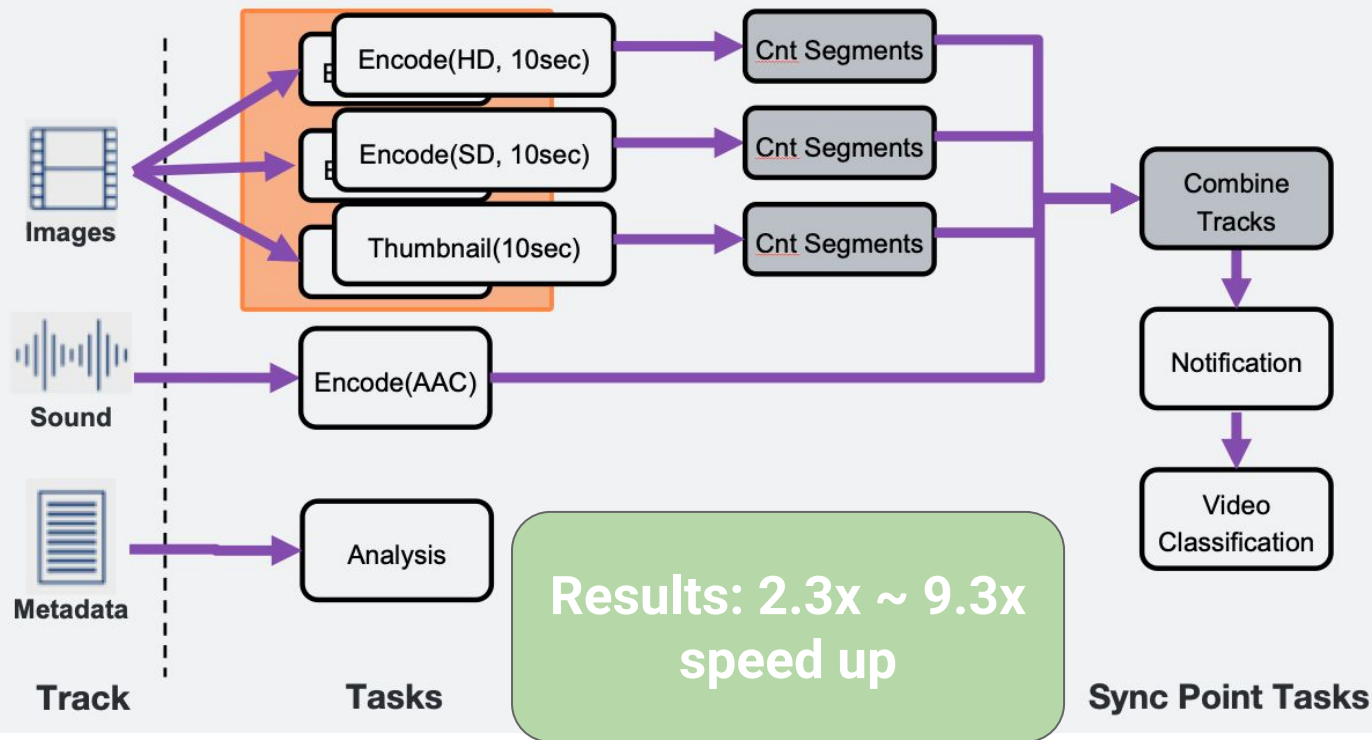 Encode(HD, 10sec)
Cnt Segments
E
Images
Encode(SD, 10sec)
Cnt Segments
E
Thumbnail(10sec)
Cnt Segments
Combine
Tracks
Sound
Encode(AAC)
Notification
Metadata
Analysis
Video
Classification
Results: 2.3x ~ 9.3x
speed up
Track
Tasks
Sync Point Tasks